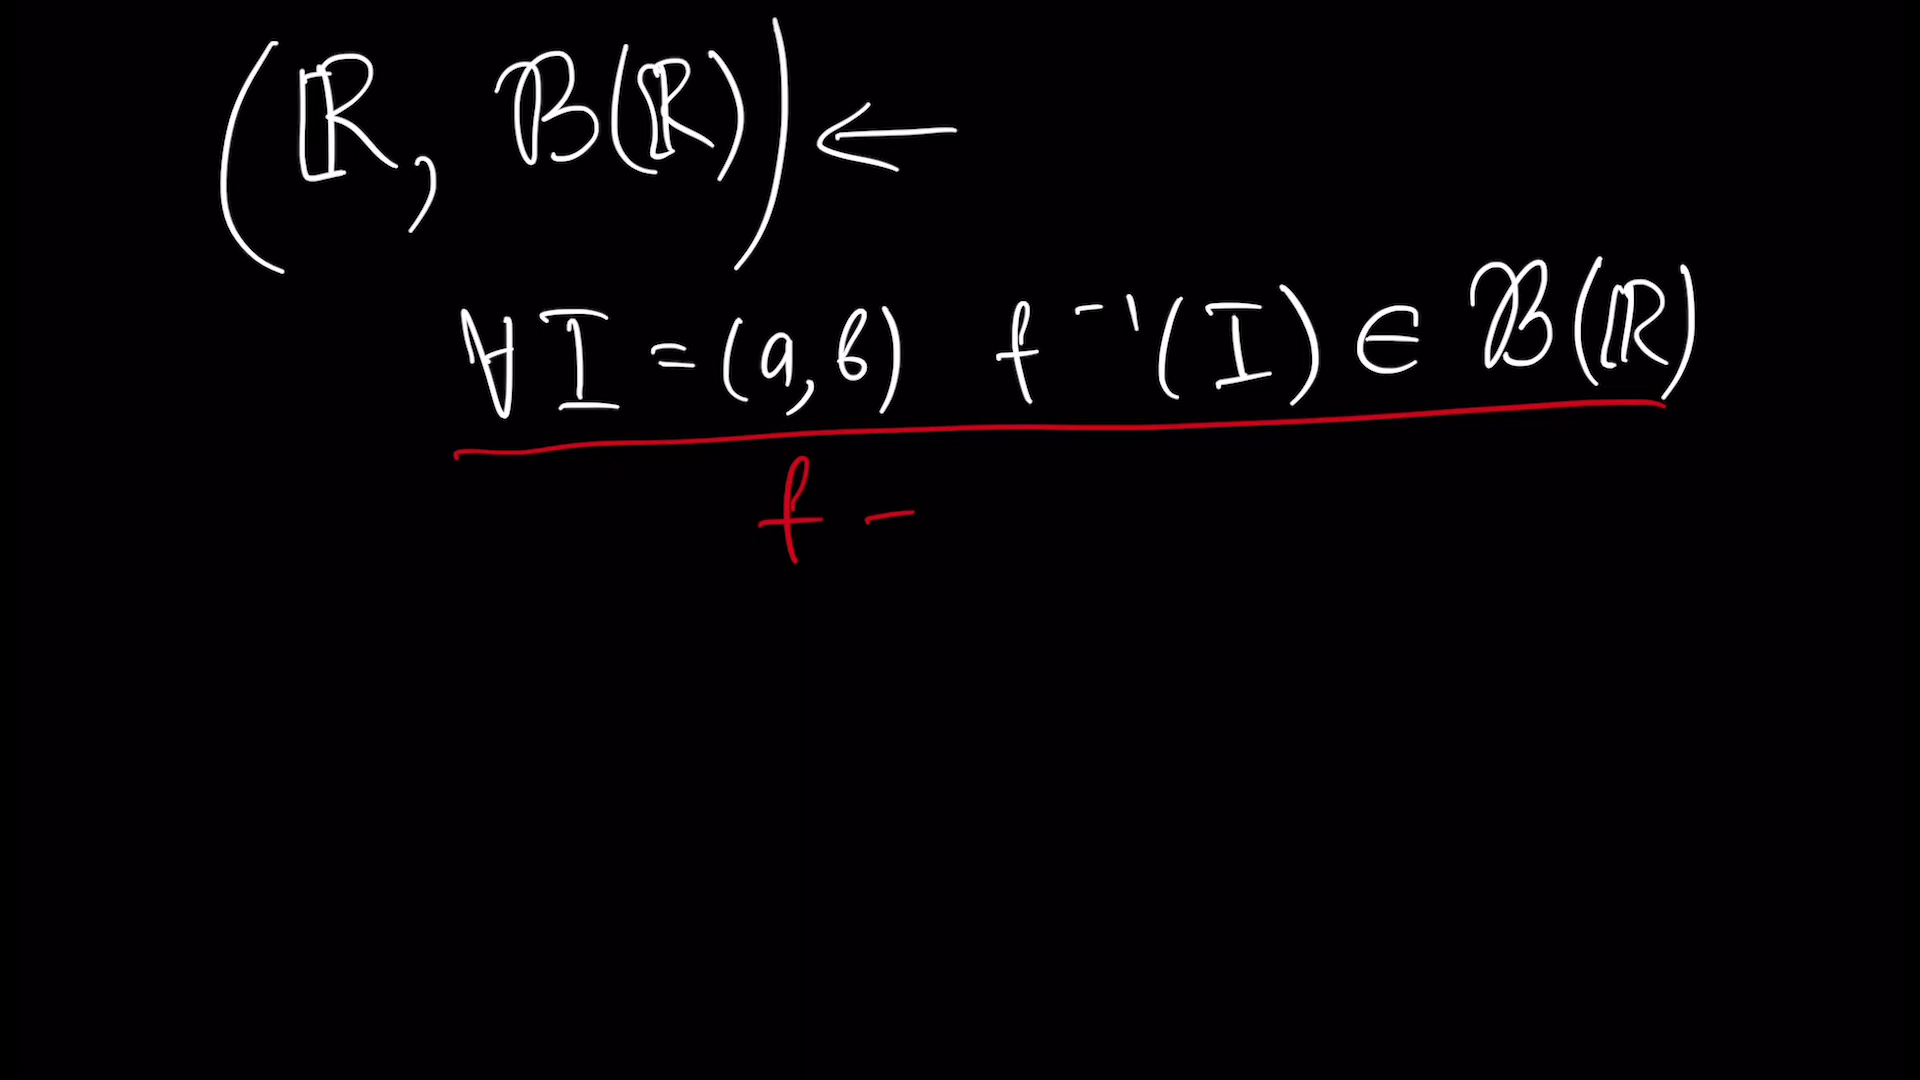 (ℝ, ℬ(ℝ)) ←
∀ I = (a, b) f⁻¹(I) ∈ ℬ(ℝ)
f –